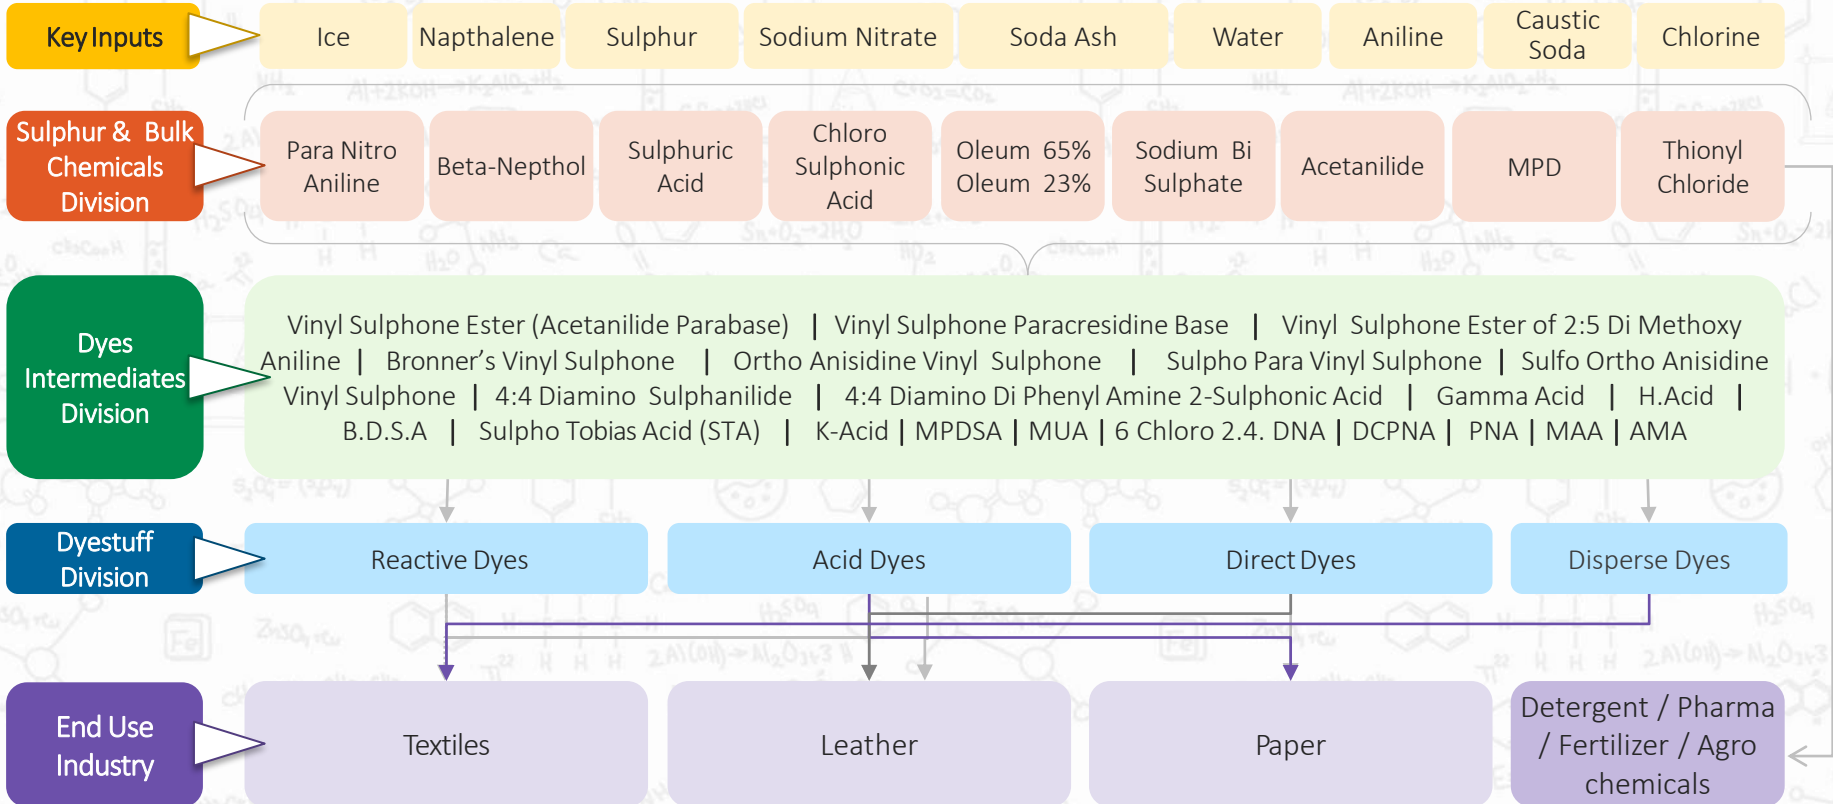 Key Inputs
Ice
Napthalene
Sulphur
Sodium Nitrate
Soda Ash
Water
Aniline
Caustic
Soda
Chlorine
Sulphur & Bulk
Chemicals
Division
Para Nitro
Aniline
Beta-Nepthol
Sulphuric
Acid
Chloro
Sulphonic
Acid
Oleum 65%
Oleum 23%
Sodium Bi
Sulphate
Acetanilide
MPD
Thionyl
Chloride
Dyes
Intermediates
Division
Vinyl Sulphone Ester (Acetanilide Parabase) | Vinyl Sulphone Paracresidine Base | Vinyl Sulphone Ester of 2:5 Di Methoxy
Aniline | Bronner's Vinyl Sulphone | Ortho Anisidine Vinyl Sulphone | Sulpho Para Vinyl Sulphone | Sulfo Ortho Anisidine
Vinyl Sulphone | 4:4 Diamino Sulphanilide | 4:4 Diamino Di Phenyl Amine 2-Sulphonic Acid | Gamma Acid | H.Acid |
B.D.S.A | Sulpho Tobias Acid (STA) | K-Acid | MPDSA | MUA | 6 Chloro 2.4. DNA | DCPNA | PNA | MAA | AMA
Dyestuff
Division
Reactive Dyes
Acid Dyes
Direct Dyes
Disperse Dyes
End Use
Industry
Textiles
Leather
Paper
Detergent / Pharma
/ Fertilizer / Agro
chemicals